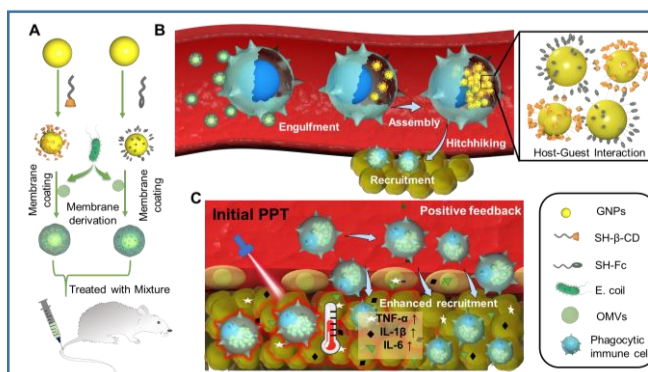 A
Membrane coating
Membrane coating
Membrane
derivation
Treated with Mixture
B
Engulfment
Assembly
Hitchhiking
Recruitment
Host-Guest Interaction
C
Initial PPT
Positive feedback
Enhanced recruitment
TNF-α ↑
IL-1β ↑
IL-6 ↑
GNPs
SH-β-CD
SH-Fc
E. coil
OMVs
Phagocytic
immune cell